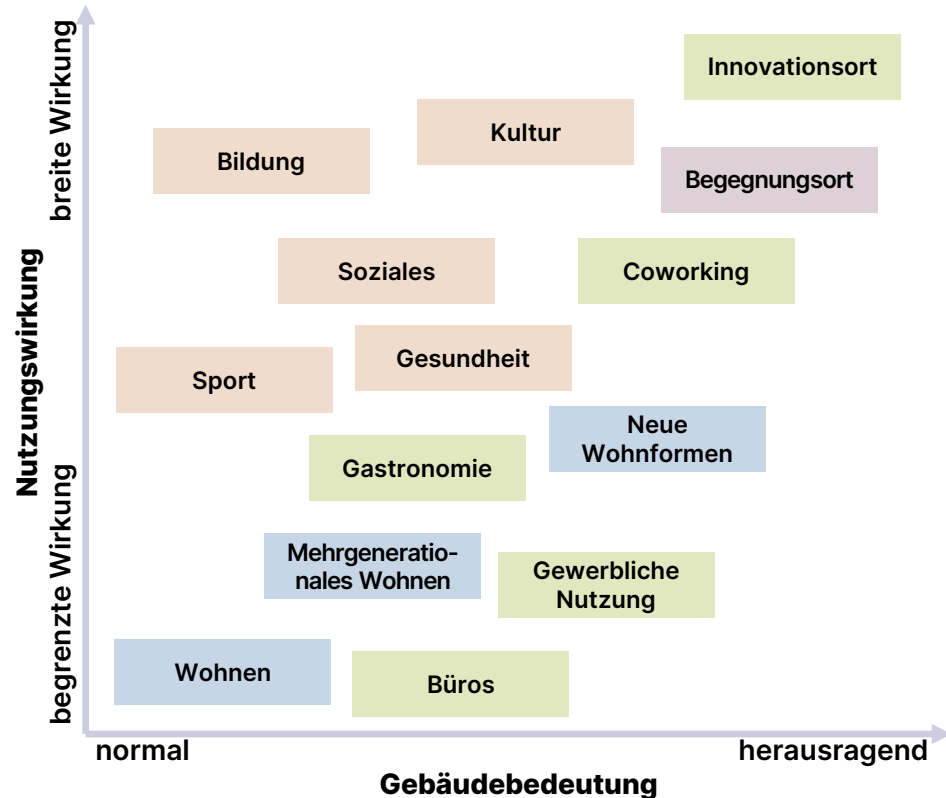 breite Wirkung
Nutzungswirkung
begrenzte Wirkung
Innovationsort
Kultur
Bildung
Begegnungsort
Soziales
Coworking
Gesundheit
Sport
Neue
Wohnformen
Gastronomie
Mehrgeneratio-
nales Wohnen
Gewerbliche
Nutzung
Wohnen
Büros
normal
herausragend
Gebäudebedeutung